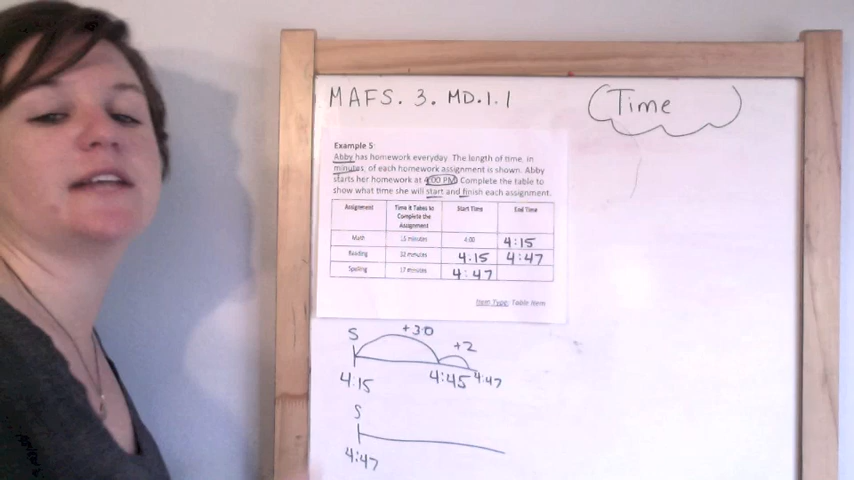 MAFS. 3. MD.1.1
Time
Example 5:
Abby has homework everyday. The length of time, in
minutes, of each homework assignment is shown. Abby
starts her homework at 4:00 PM. Complete the table to
show what time she will start and finish each assignment.
Assignment Time it Takes to Complete the Assignment Start Time End Time
Math 15 minutes 4:00 4:15
Reading 32 minutes 4:15 4:47
Spelling 17 minutes 4:47
Item Type: Table Item
S +30 +2
4:15 4:45 4:47
S
4:47